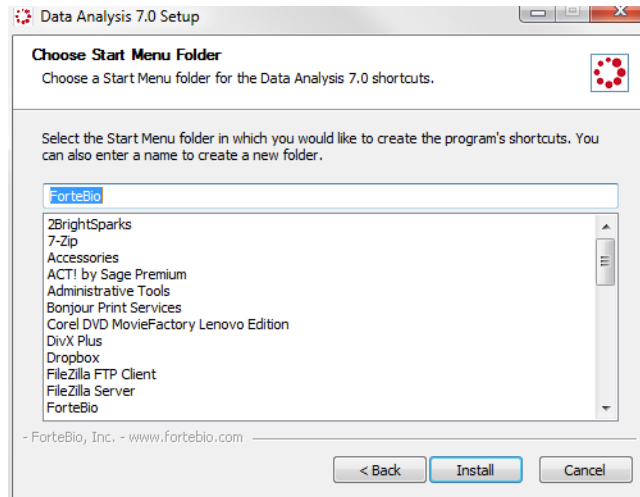 Data Analysis 7.0 Setup
Choose Start Menu Folder
Choose a Start Menu folder for the Data Analysis 7.0 shortcuts.
Select the Start Menu folder in which you would like to create the program's shortcuts. You
can also enter a name to create a new folder.
ForteBio
2BrightSparks
7-Zip
Accessories
ACT! by Sage Premium
Administrative Tools
Bonjour Print Services
Corel DVD MovieFactory Lenovo Edition
DivX Plus
Dropbox
FileZilla FTP Client
FileZilla Server
ForteBio
- ForteBio, Inc. - www.fortebio.com
< Back Install Cancel